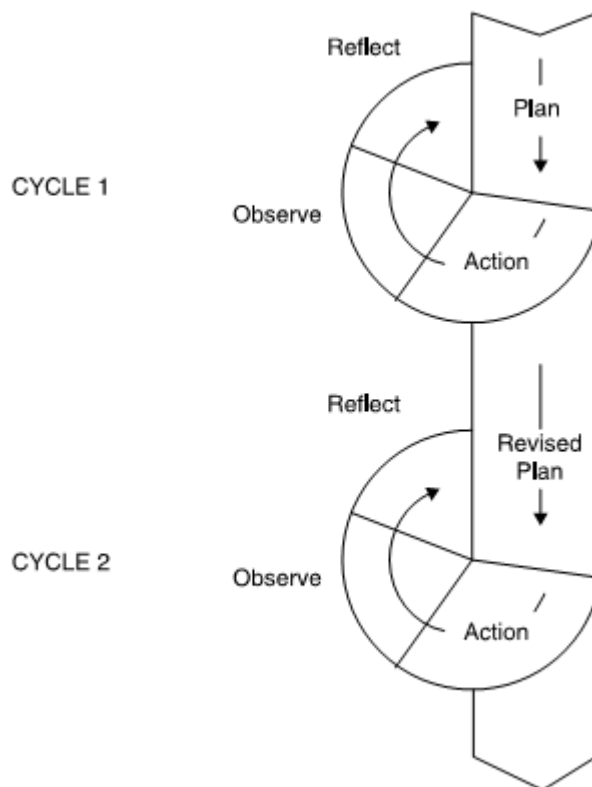 Reflect
Plan
CYCLE 1
Observe
Action
Reflect
Revised
Plan
CYCLE 2
Observe
Action